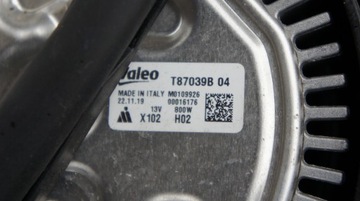 Valeo T87039B 04
MADE IN ITALY M0109926
22.11.19 00016176
13V 800W
X102 H02